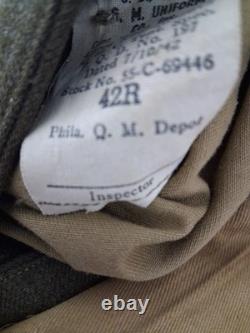 M. UNIFORM
P. Q. D. No. 197
Dated 7/10/42
Stock No. 55-C-69446
42R
Phila. Q. M. Depot
Inspector